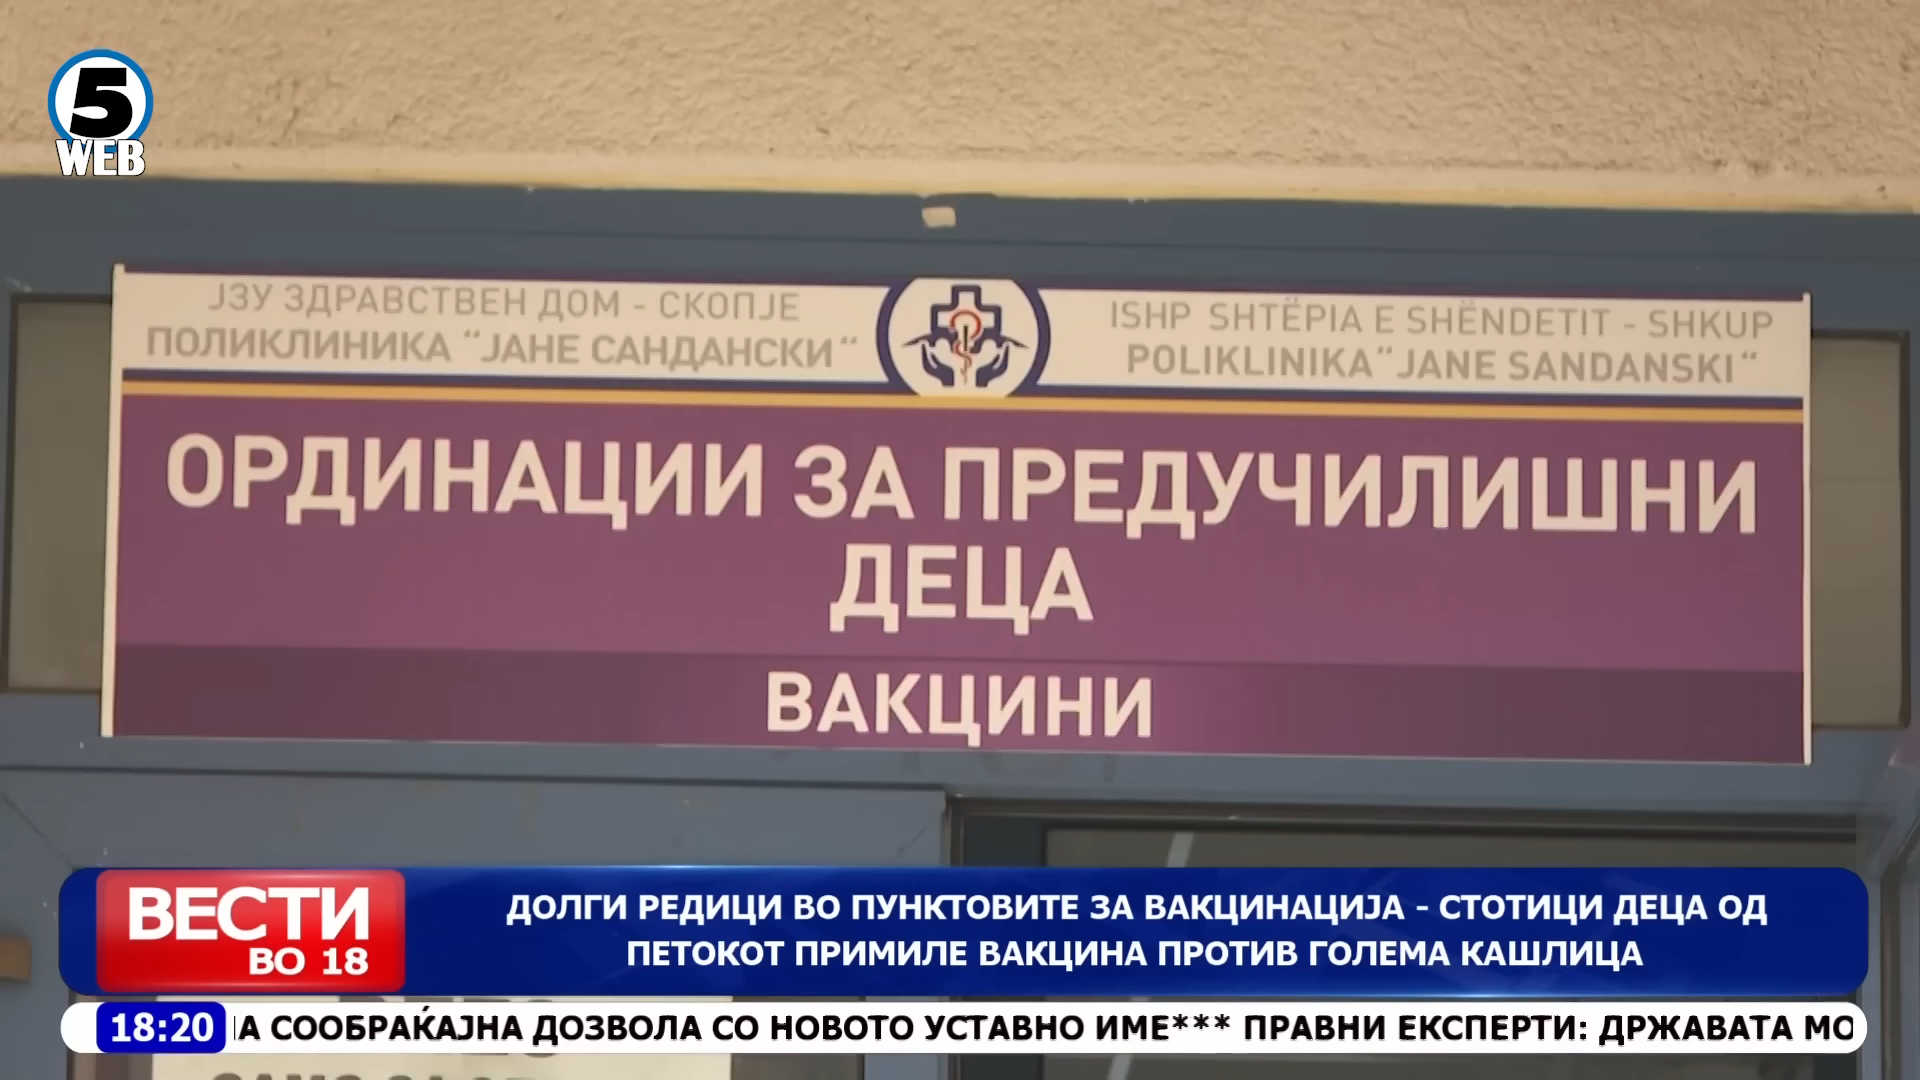 5
WEB
ЈЗУ ЗДРАВСТВЕН ДОМ - СКОПЈЕ
ПОЛИКЛИНИКА “ЈАНЕ САНДАНСКИ“
ISHP SHTËPIA E SHËNDETIT - SHKUP
POLIKLINIKA “JANE SANDANSKI“
ОРДИНАЦИИ ЗА ПРЕДУЧИЛИШНИ
ДЕЦА
ВАКЦИНИ
ВЕСТИ
ВО 18
ДОЛГИ РЕДИЦИ ВО ПУНКТОВИТЕ ЗА ВАКЦИНАЦИЈА - СТОТИЦИ ДЕЦА ОД
ПЕТОКОТ ПРИМИЛЕ ВАКЦИНА ПРОТИВ ГОЛЕМА КАШЛИЦА
18:20
А СООБРАЌАЈНА ДОЗВОЛА СО НОВОТО УСТАВНО ИМЕ*** ПРАВНИ ЕКСПЕРТИ: ДРЖАВАТА МО